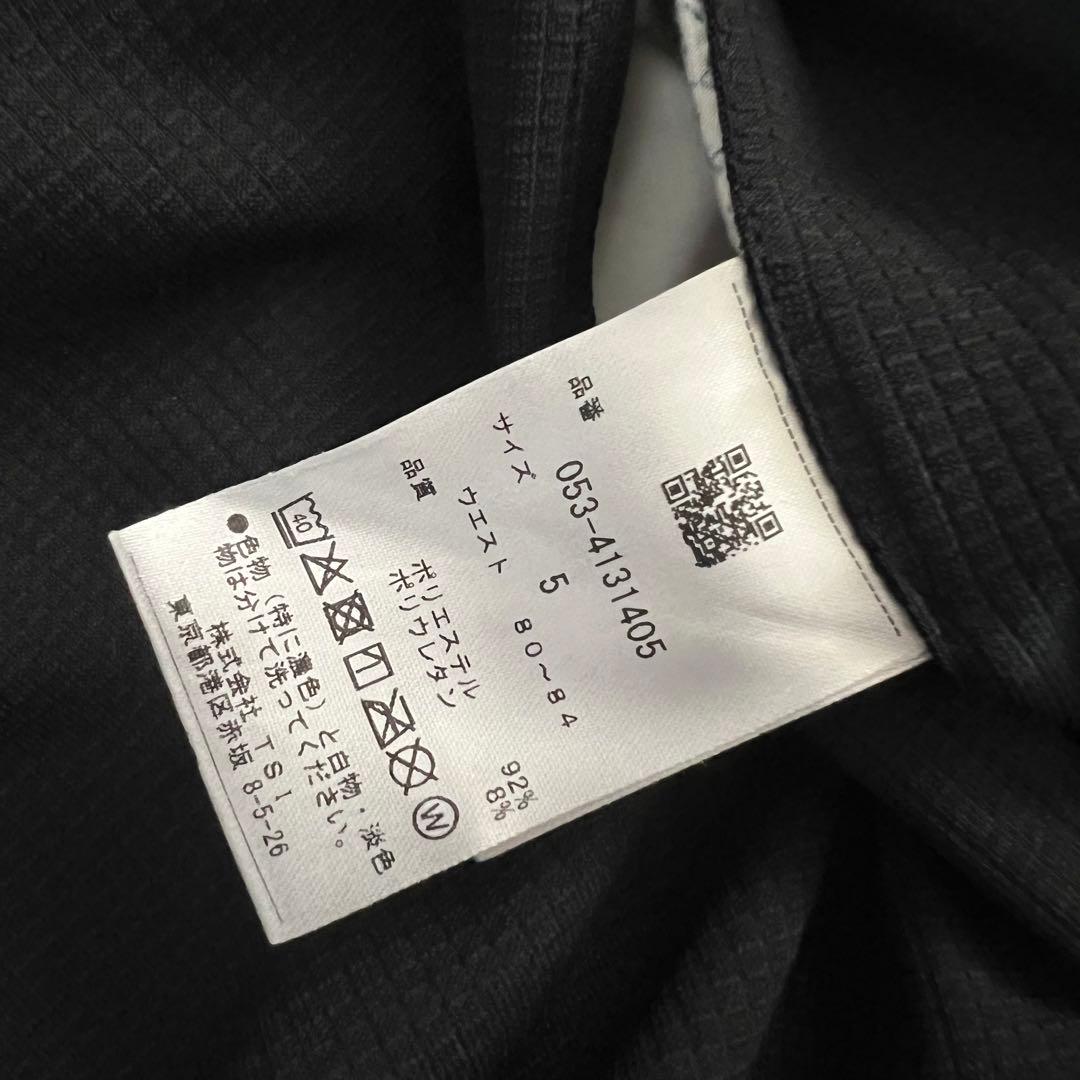 品番
053-4131405
サイズ 5
ウエスト 80～84
品質
ポリエステル 92%
ポリウレタン 8%
40
W
●色物(特に濃色)と白物・淡色
物は分けて洗ってください。
株式会社 TSI
東京都港区赤坂 8-5-26